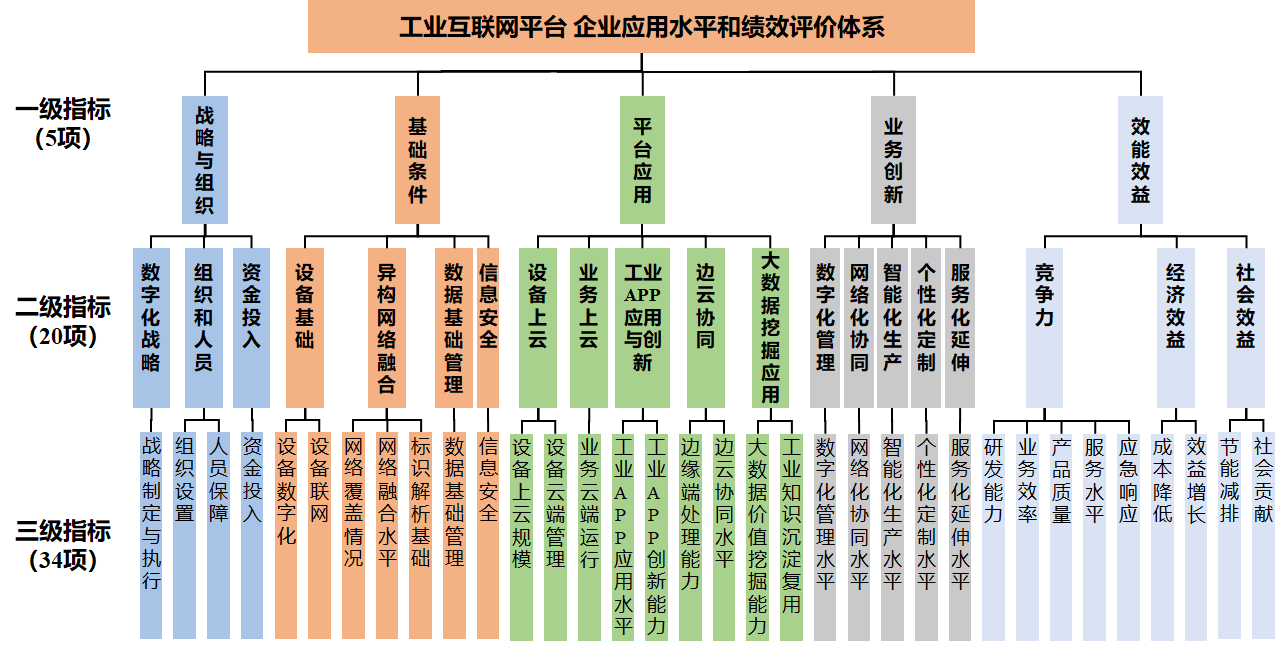 工业互联网平台 企业应用水平和绩效评价体系
一级指标
（5项）
战略与组织
基础条件
平台应用
业务创新
效能效益
二级指标
（20项）
数字化战略
组织和人员
资金投入
设备基础
异构网络融合
数据基础管理
信息安全
设备上云
业务上云
工业
APP
应用
与创
新
边云协同
大数据挖掘应用
数字化管理
网络化协同
智能化生产
个性化定制
服务化延伸
竞争力
经济效益
社会效益
三级指标
（34项）
战略制定与执行
组织设置
人员保障
资金投入
设备数字化
设备联网
网络覆盖情况
网络融合水平
标识解析基础
数据基础管理
信息安全
设备上云规模
设备云端管理
业务云端运行
工业APP应用水平
工业APP创新能力
边缘端处理能力
边云协同水平
大数据价值挖掘能力
工业知识沉淀复用
数字化管理水平
网络化协同水平
智能化生产水平
个性化定制水平
服务化延伸水平
研发能力
业务效率
产品质量
服务水平
应急响应
成本降低
效益增长
节能减排
社会贡献